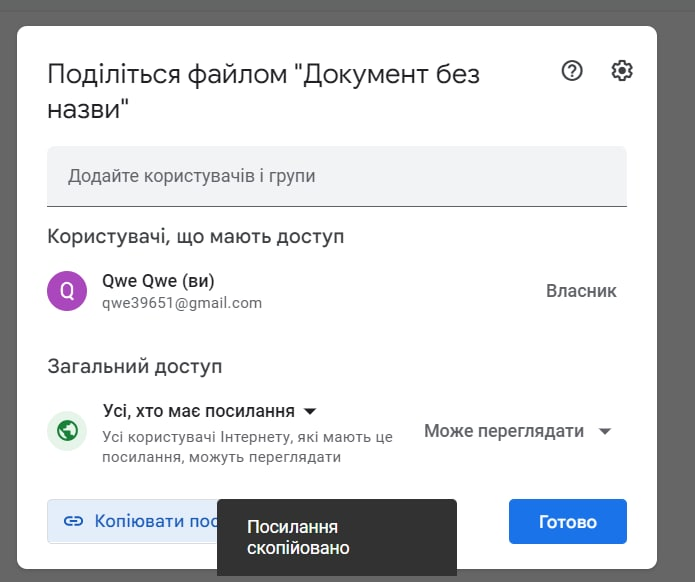 Поділіться файлом "Документ без
назви"
Додайте користувачів і групи
Користувачі, що мають доступ
Q
Qwe Qwe (ви)
qwe39651@gmail.com
Власник
Загальний доступ
Усі, хто має посилання
Усі користувачі Інтернету, які мають це
посилання, можуть переглядати
Може переглядати
Копіювати пос
Посилання
скопійовано
Готово